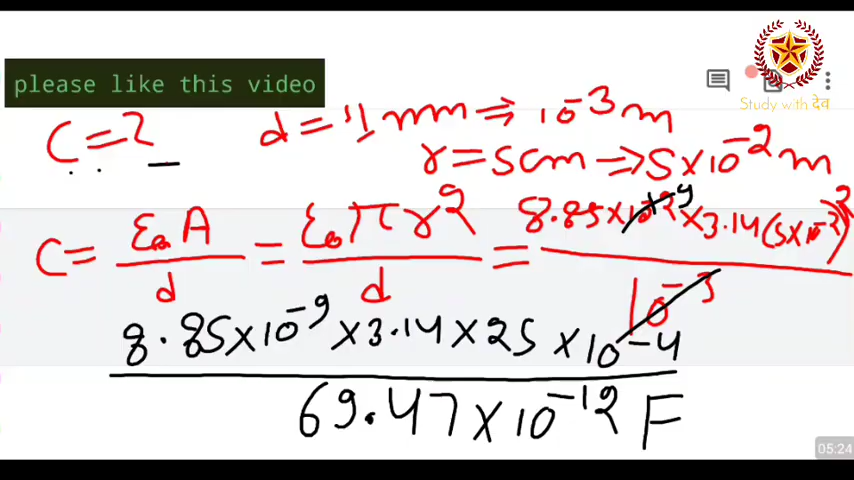 please like this video
Study with देव
C=? d = 1 mm ⇒ 10⁻³ m
r = 5 cm ⇒ 5×10⁻² m
C = ε₀A/d = ε₀πr²/d = 8.85×10⁻¹²×3.14(5×10⁻²)²/10⁻³
8.85×10⁻⁹×3.14×25×10⁻⁴
69.47×10⁻¹² F
05:24